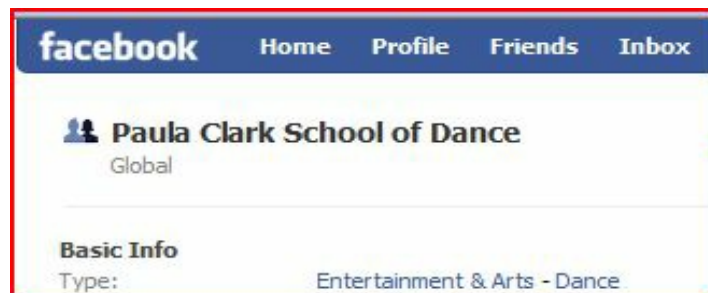 facebook Home Profile Friends Inbox
Paula Clark School of Dance
Global
Basic Info
Type: Entertainment & Arts - Dance